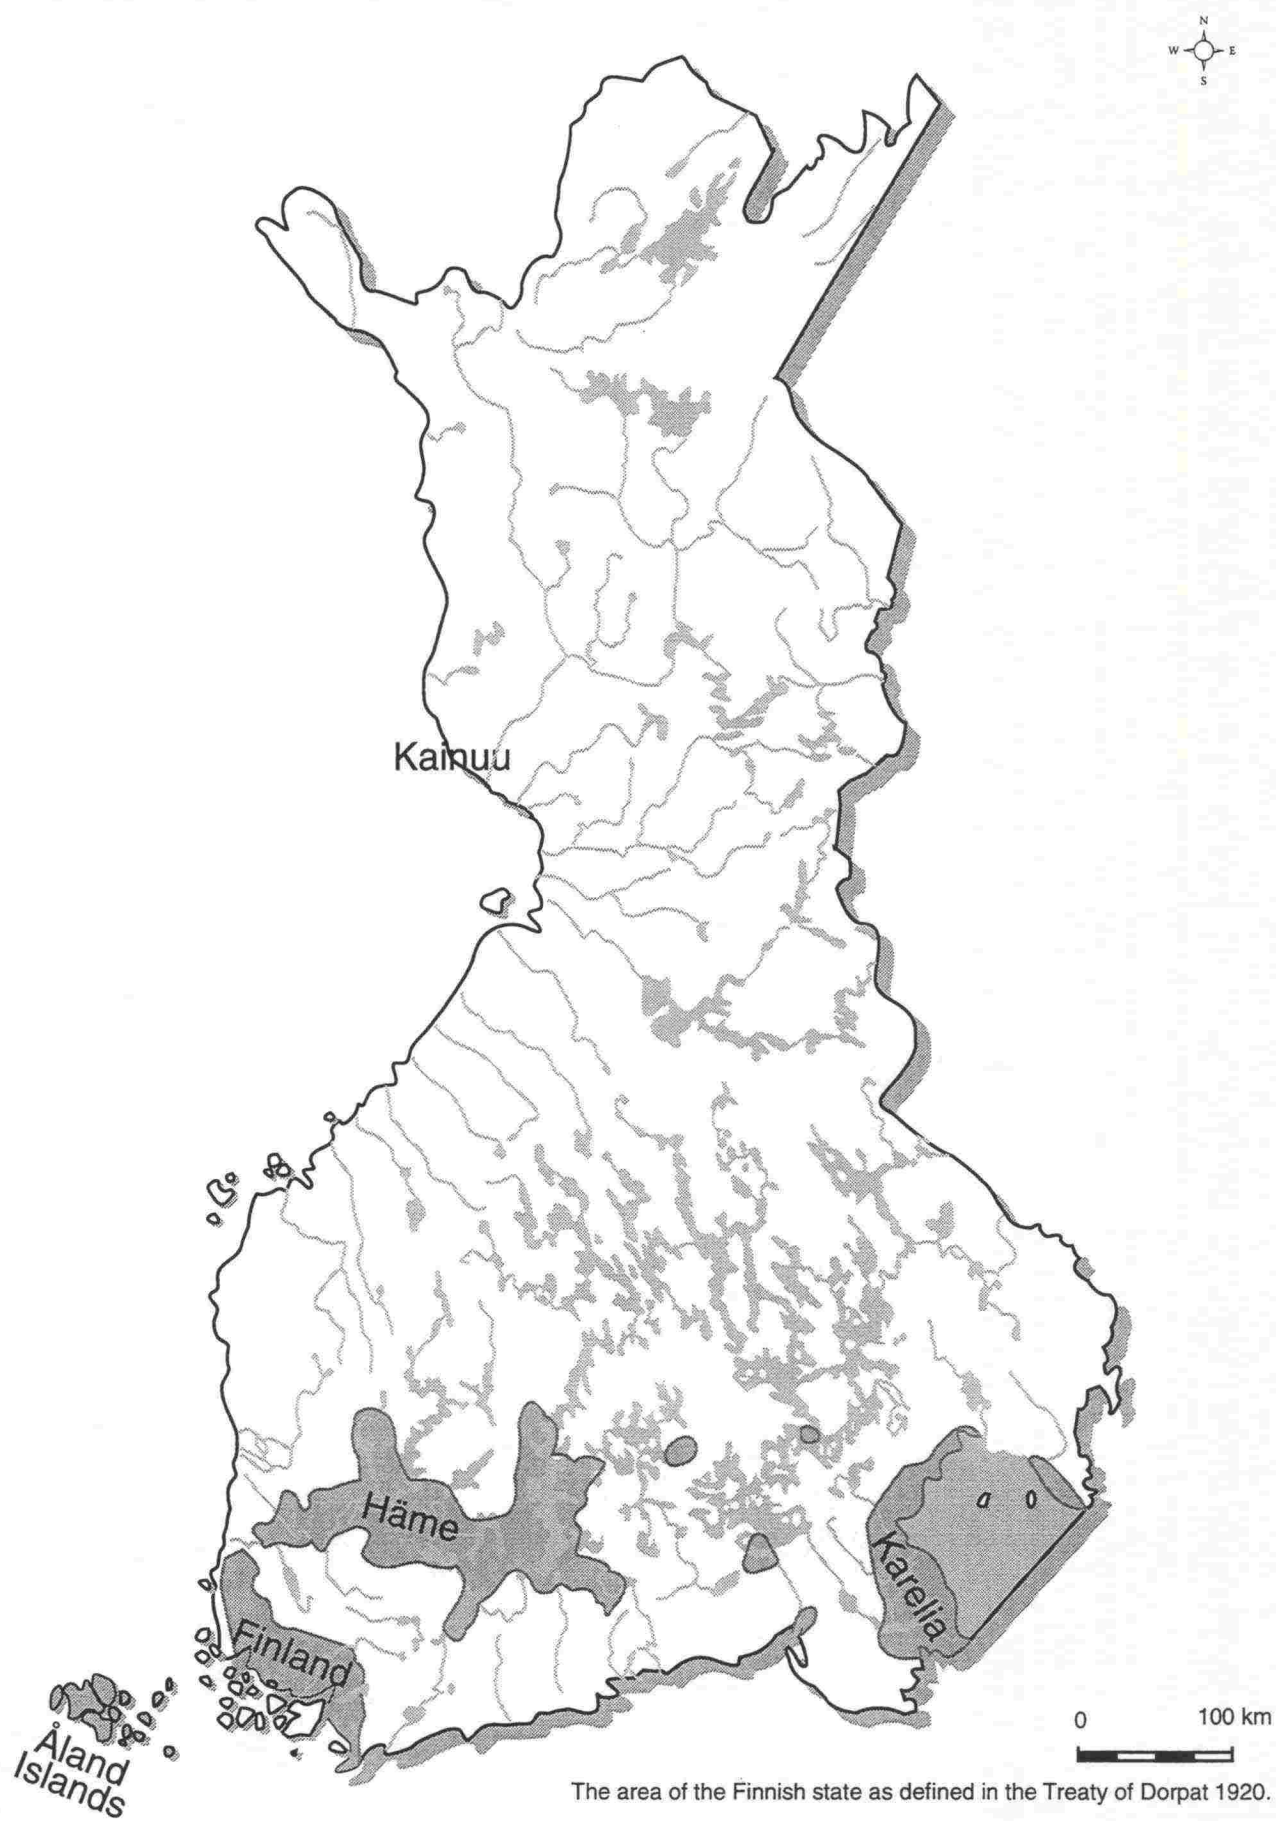 N
W E
S
Kainuu
Häme
Karelia
Finland
Åland
Islands
0 100 km
The area of the Finnish state as defined in the Treaty of Dorpat 1920.